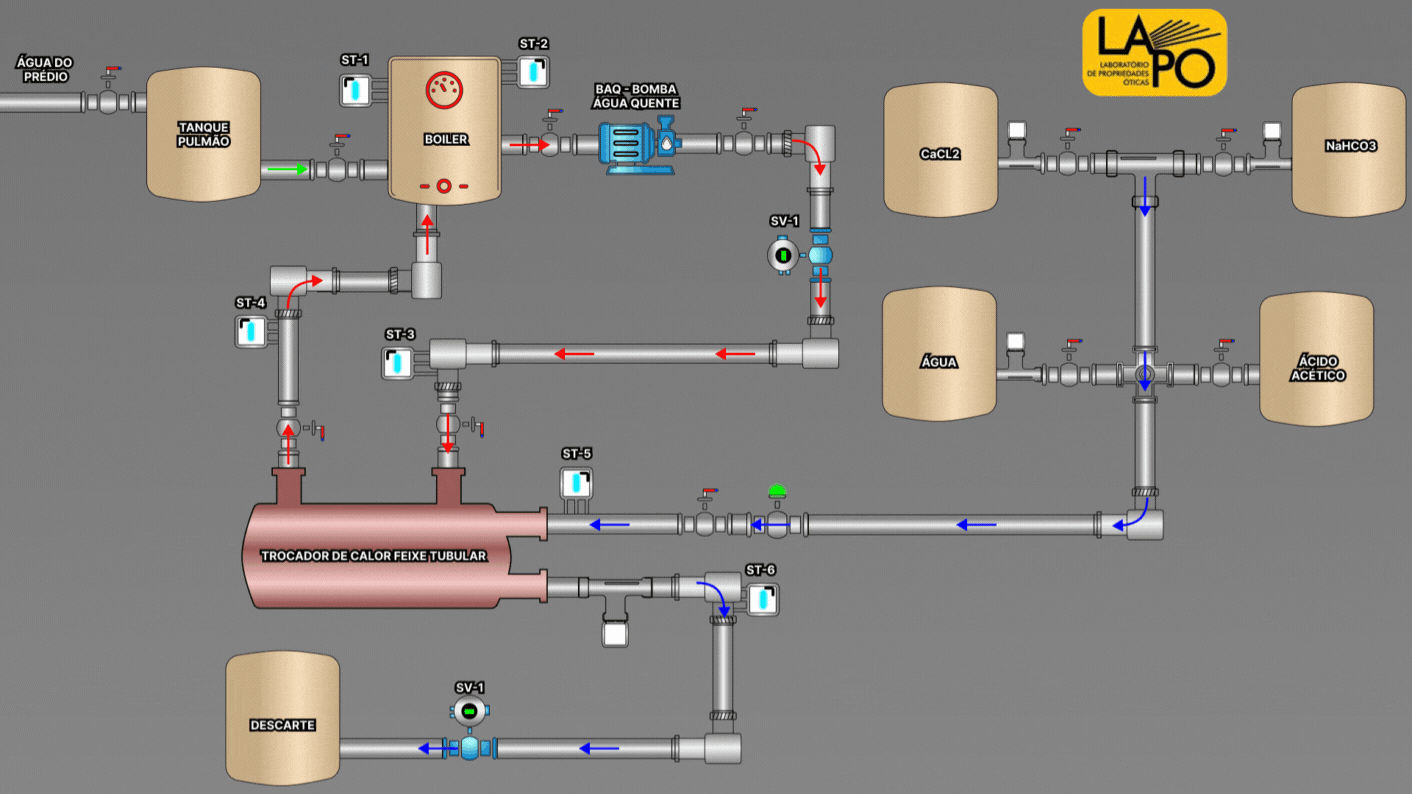 ÁGUA DO
PRÉDIO
TANQUE
PULMÃO
ST-1
ST-2
BOILER
BAQ - BOMBA
ÁGUA QUENTE
LA
PO
LABORATÓRIO
DE PROPRIEDADES
ÓTICAS
CaCL2
NaHCO3
SV-1
ST-4
ST-3
ÁGUA
ÁCIDO
ACÉTICO
ST-5
TROCADOR DE CALOR FEIXE TUBULAR
ST-6
SV-1
DESCARTE